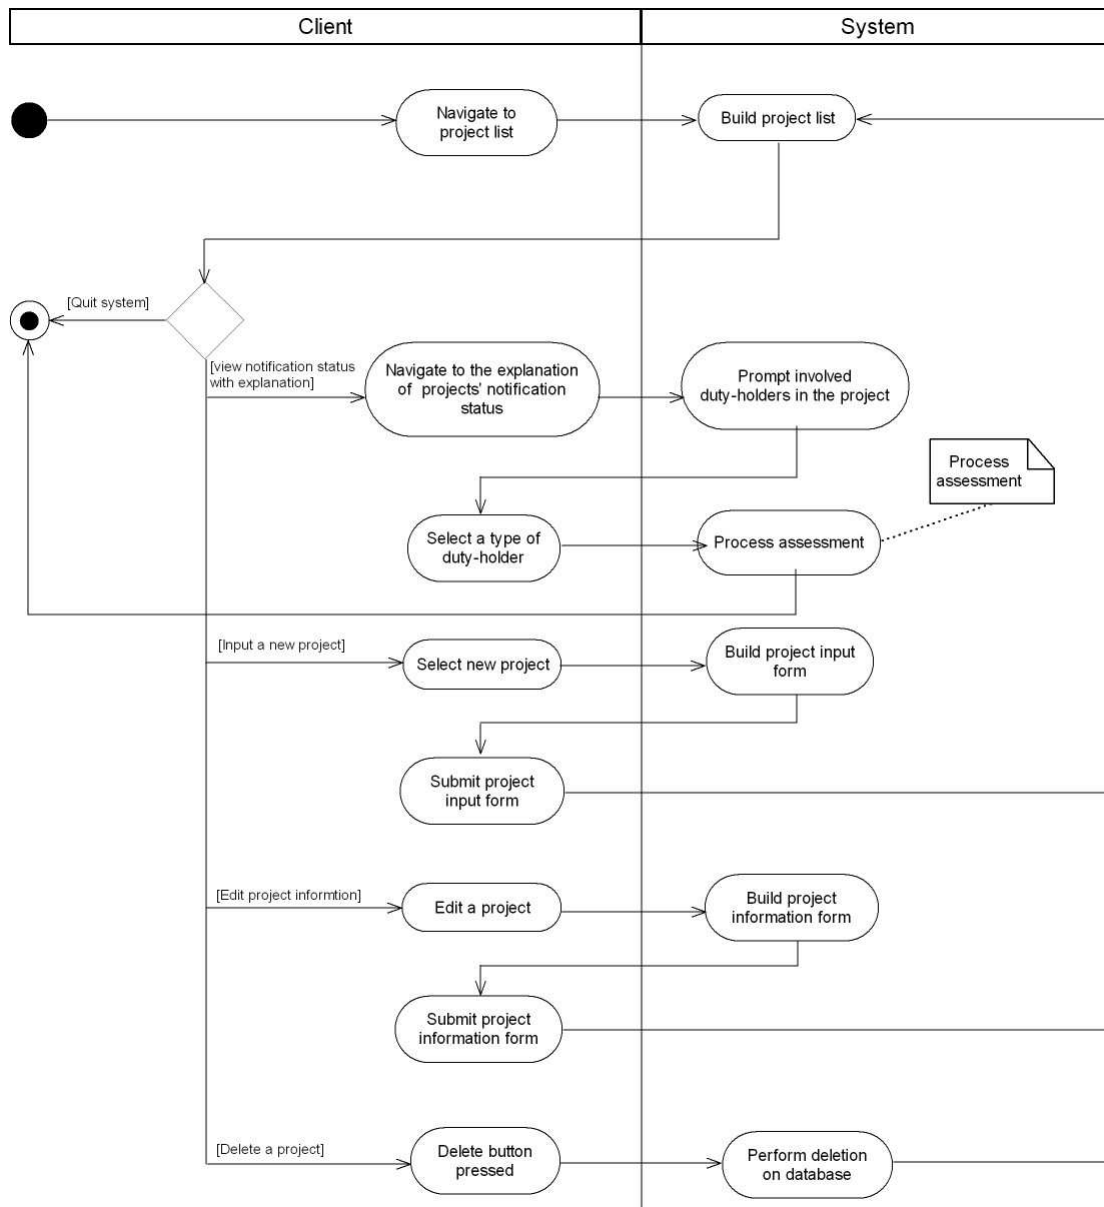 Client
System
Navigate to
project list
Build project list
[Quit system]
[view notification status
with explanation]
Navigate to the explanation
of projects' notification
status
Prompt involved
duty-holders in the project
Process
assessment
Select a type of
duty-holder
Process assessment
[Input a new project]
Select new project
Build project input
form
Submit project
input form
[Edit project informtion]
Edit a project
Build project
information form
Submit project
information form
[Delete a project]
Delete button
pressed
Perform deletion
on database